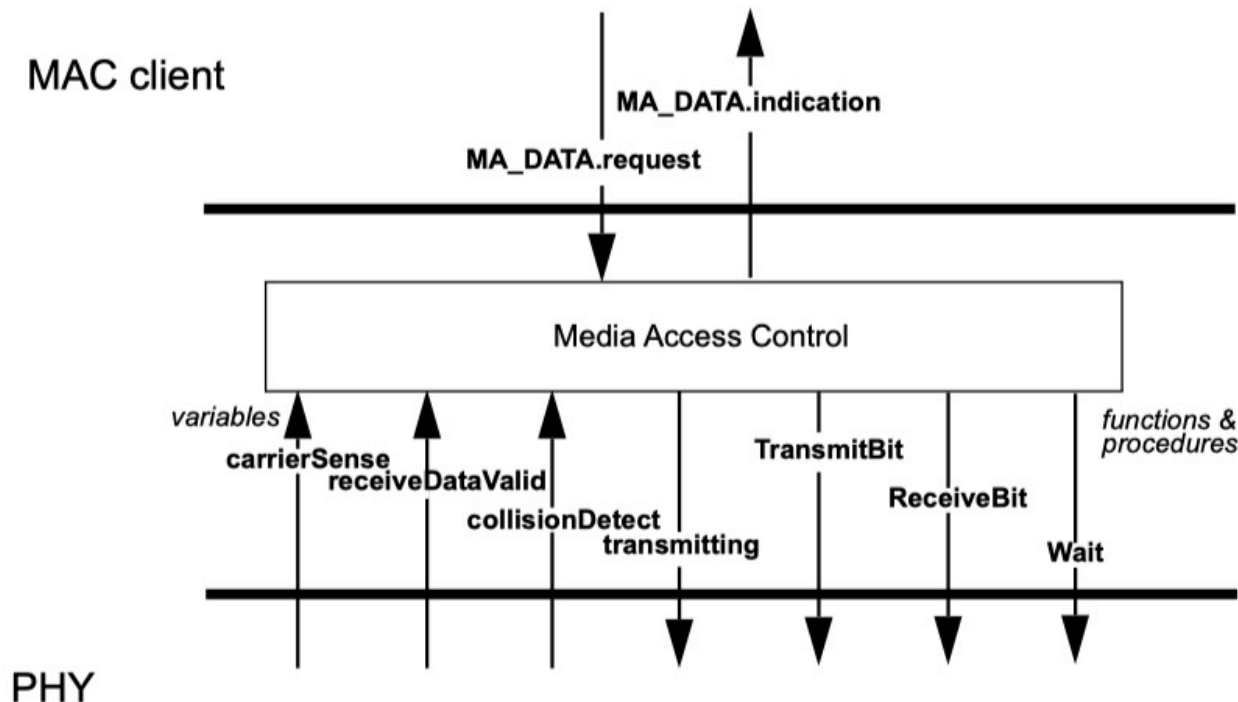 MAC client
MA_DATA.indication
MA_DATA.request
Media Access Control
variables
functions &
procedures
carrierSense
receiveDataValid
collisionDetect
transmitting
TransmitBit
ReceiveBit
Wait
PHY